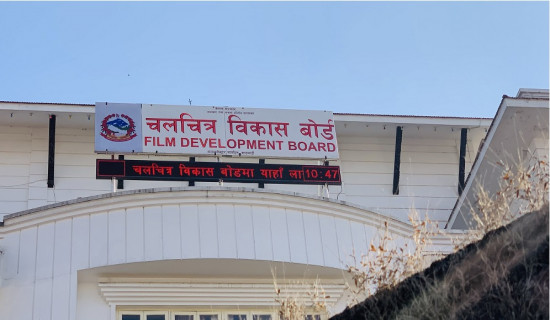 चलचित्र विकास बोर्ड
FILM DEVELOPMENT BOARD
चलचित्र विकास बोर्डमा यहाँ ला 10:47